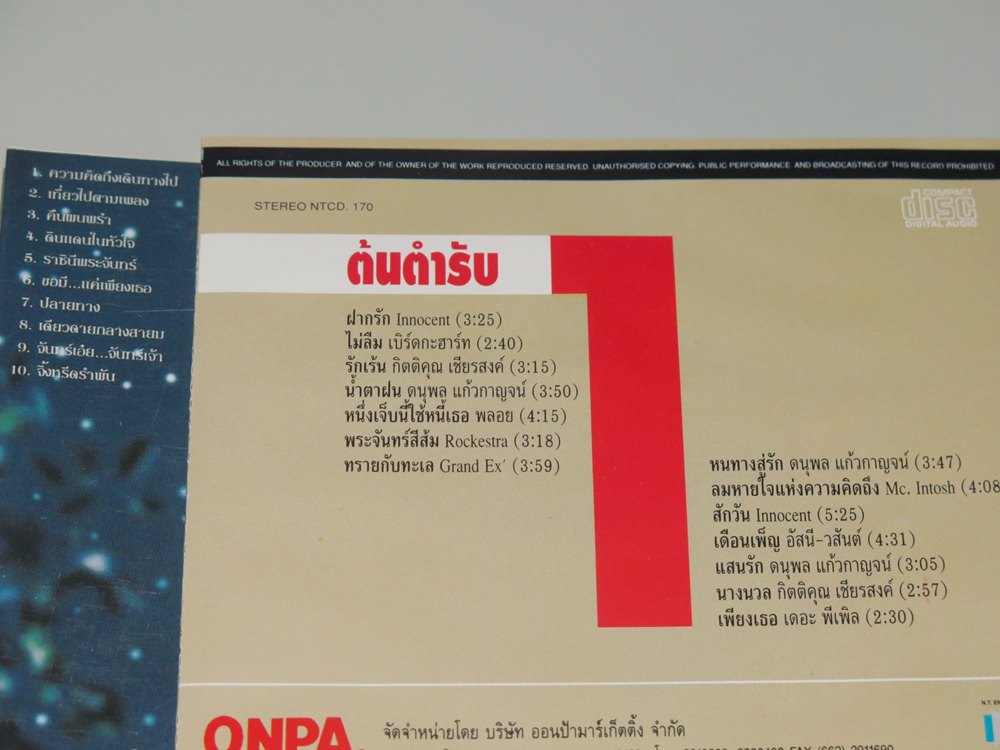 1. ความคิดถึงเดินทางไป
2. เที่ยวไปตามเพลง
3. คืนพนพรำ
4. ดินแดนในหัวใจ
5. ราชินีพระจันทร์
6. ขอมี...แค่เพียงเธอ
7. ปลายทาง
8. เดียวดายกลางสายลม
9. จันทร์เอ๋ย...จันทร์เจ้า
10. จิ้งหรีดรำพัน
ALL RIGHTS OF THE PRODUCER AND OF THE OWNER OF THE WORK REPRODUCED RESERVED UNAUTHORISED COPYING, PUBLIC PERFORMANCE AND BROADCASTING OF THIS RECORD PROHIBITED
STEREO NTCD. 170
COMPACT
disc
DIGITAL AUDIO
ต้นตำรับ
1
ฝากรัก Innocent (3:25)
ไม่ลืม เบิร์ดกะฮาร์ท (2:40)
รักเร้น กิตติคุณ เชียรสงค์ (3:15)
น้ำตาฝน ดนุพล แก้วกาญจน์ (3:50)
หนึ่งเจ็บนี้ใช้หนี้เธอ พลอย (4:15)
พระจันทร์สีส้ม Rockestra (3:18)
ทรายกับทะเล Grand Ex' (3:59)
หนทางสู่รัก ดนุพล แก้วกาญจน์ (3:47)
ลมหายใจแห่งความคิดถึง Mc. Intosh (4:08
สักวัน Innocent (5:25)
เดือนเพ็ญ อัสนี-วสันต์ (4:31)
แสนรัก ดนุพล แก้วกาญจน์ (3:05)
นางนวล กิตติคุณ เชียรสงค์ (2:57)
เพียงเธอ เดอะ พีเพิล (2:30)
ONPA
จัดจำหน่ายโดย บริษัท ออนป้ามาร์เก็ตติ้ง จำกัด
N.T. EN